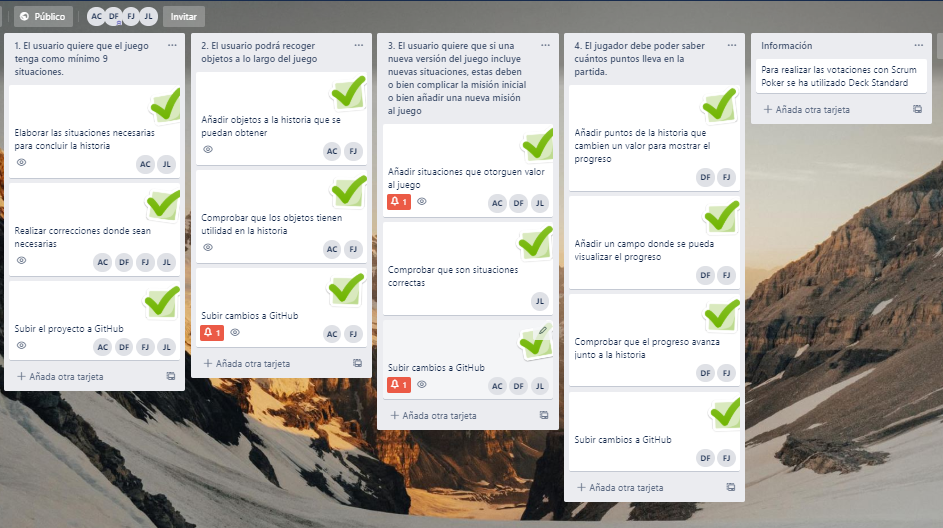 Público
AC DF FJ JL
Invitar
1. El usuario quiere que el juego
tenga como mínimo 9
situaciones.
Elaborar las situaciones necesarias
para concluir la historia
AC JL
Realizar correcciones donde sean
necesarias
AC DF FJ JL
Subir el proyecto a GitHub
AC DF FJ JL
+ Añada otra tarjeta
2. El usuario podrá recoger
objetos a lo largo del juego
Añadir objetos a la historia que se
puedan obtener
AC FJ
Comprobar que los objetos tienen
utilidad en la historia
AC FJ
Subir cambios a GitHub
1
AC FJ
+ Añada otra tarjeta
3. El usuario quiere que si una
nueva versión del juego incluye
nuevas situaciones, estas deben
o bien complicar la misión inicial
o bien añadir una nueva misión
al juego
Añadir situaciones que otorguen valor
al juego
1
AC DF JL
Comprobar que son situaciones
correctas
JL
Subir cambios a GitHub
1
AC DF JL
+ Añada otra tarjeta
4. El jugador debe poder saber
cuántos puntos lleva en la
partida.
Añadir puntos de la historia que
cambien un valor para mostrar el
progreso
DF FJ
Añadir un campo donde se pueda
visualizar el progreso
DF FJ
Comprobar que el progreso avanza
junto a la historia
DF FJ
Subir cambios a GitHub
DF FJ
+ Añada otra tarjeta
Información
Para realizar las votaciones con Scrum
Poker se ha utilizado Deck Standard
+ Añada otra tarjeta